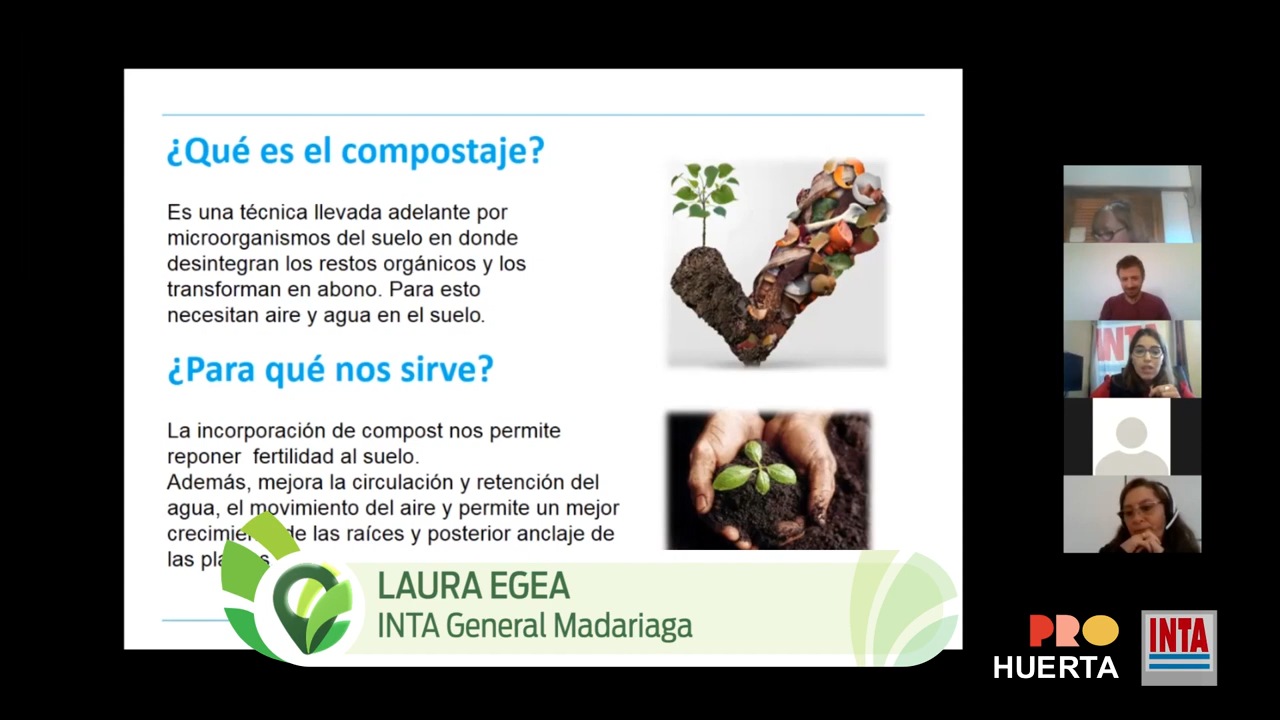 ¿Qué es el compostaje?
Es una técnica llevada adelante por
microorganismos del suelo en donde
desintegran los restos orgánicos y los
transforman en abono. Para esto
necesitan aire y agua en el suelo.
¿Para qué nos sirve?
La incorporación de compost nos permite
reponer fertilidad al suelo.
Además, mejora la circulación y retención del
agua, el movimiento del aire y permite un mejor
de las raíces y posterior anclaje de
las
LAURA EGEA
INTA General Madariaga
INTA
PRO
HUERTA
INTA